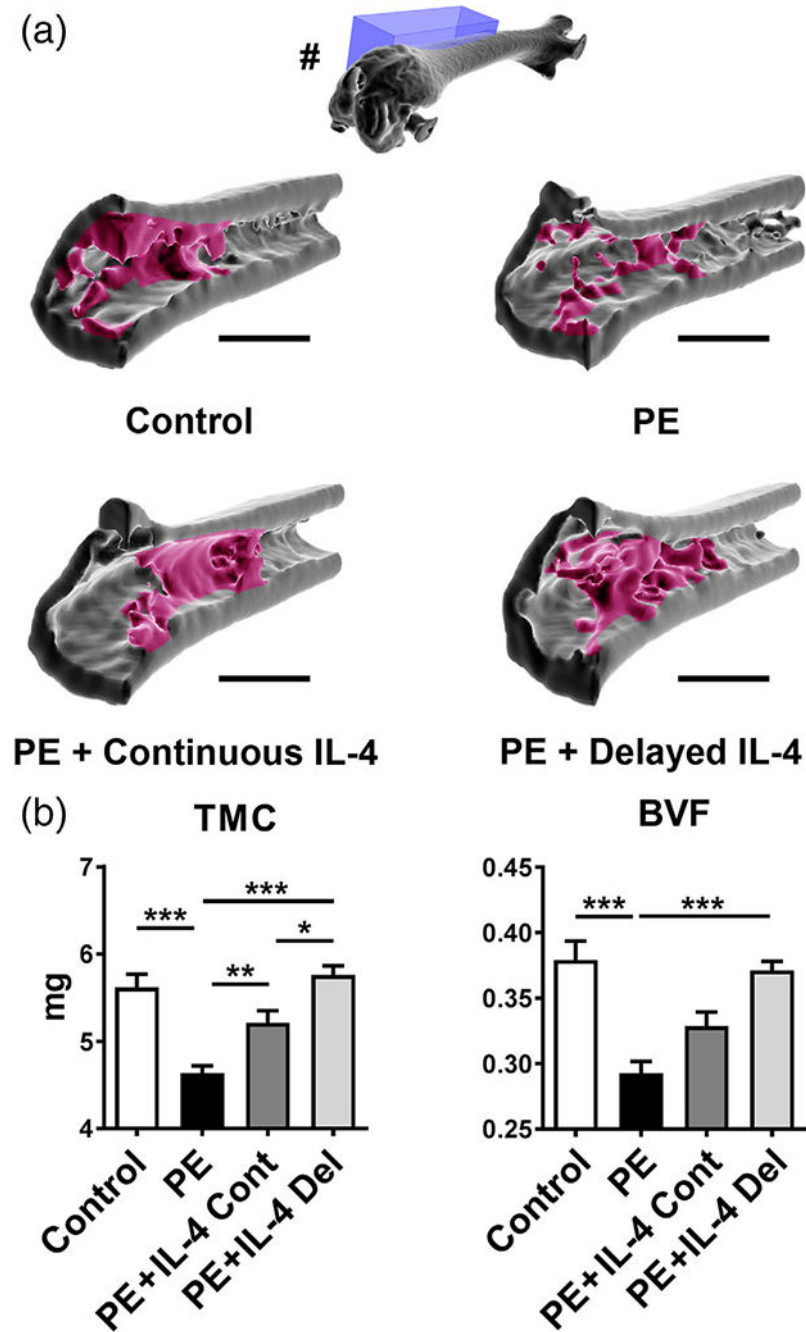 (a)
#
Control
PE
PE + Continuous IL-4
PE + Delayed IL-4
(b)
TMC
mg
7
6
5
4
***
***
**
*
Control
PE
PE+IL-4 Cont
PE+IL-4 Del
BVF
0.45
0.40
0.35
0.30
0.25
***
***
Control
PE
PE+IL-4 Cont
PE+IL-4 Del